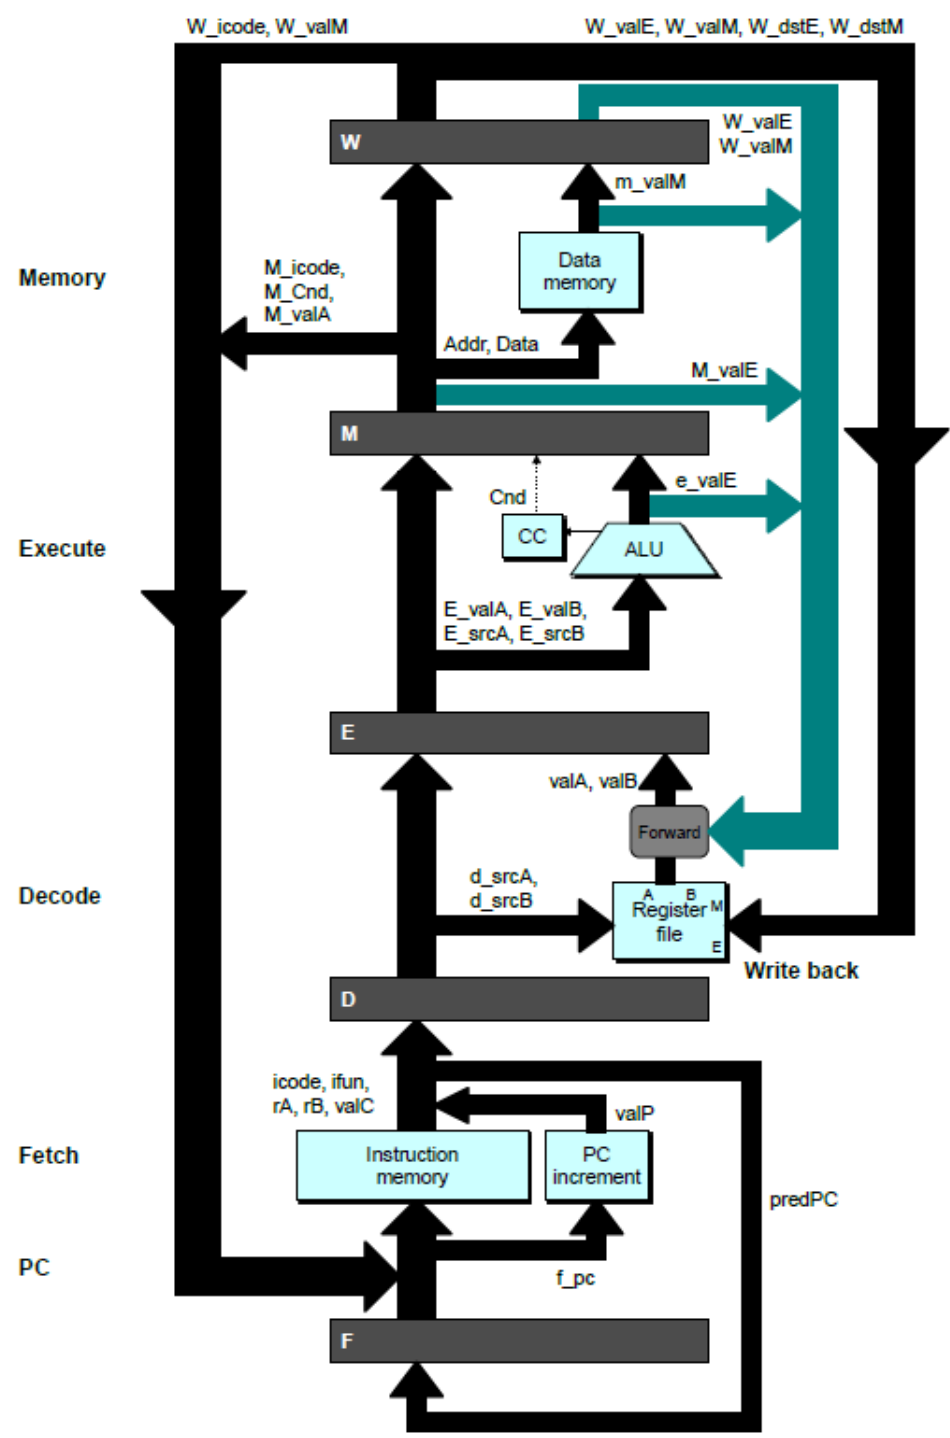 W_icode, W_valM
W_valE, W_valM, W_dstE, W_dstM
W_valE
W_valM
W
m_valM
Memory
M_icode,
M_Cnd,
M_valA
Data
memory
Addr, Data
M_valE
M
e_valE
Cnd
CC
ALU
Execute
E_valA, E_valB,
E_srcA, E_srcB
E
valA, valB
Forward
Decode
d_srcA,
d_srcB
A B
M
Register
file
E
Write back
D
icode, ifun,
rA, rB, valC
valP
Fetch
Instruction
memory
PC
increment
predPC
PC
f_pc
F